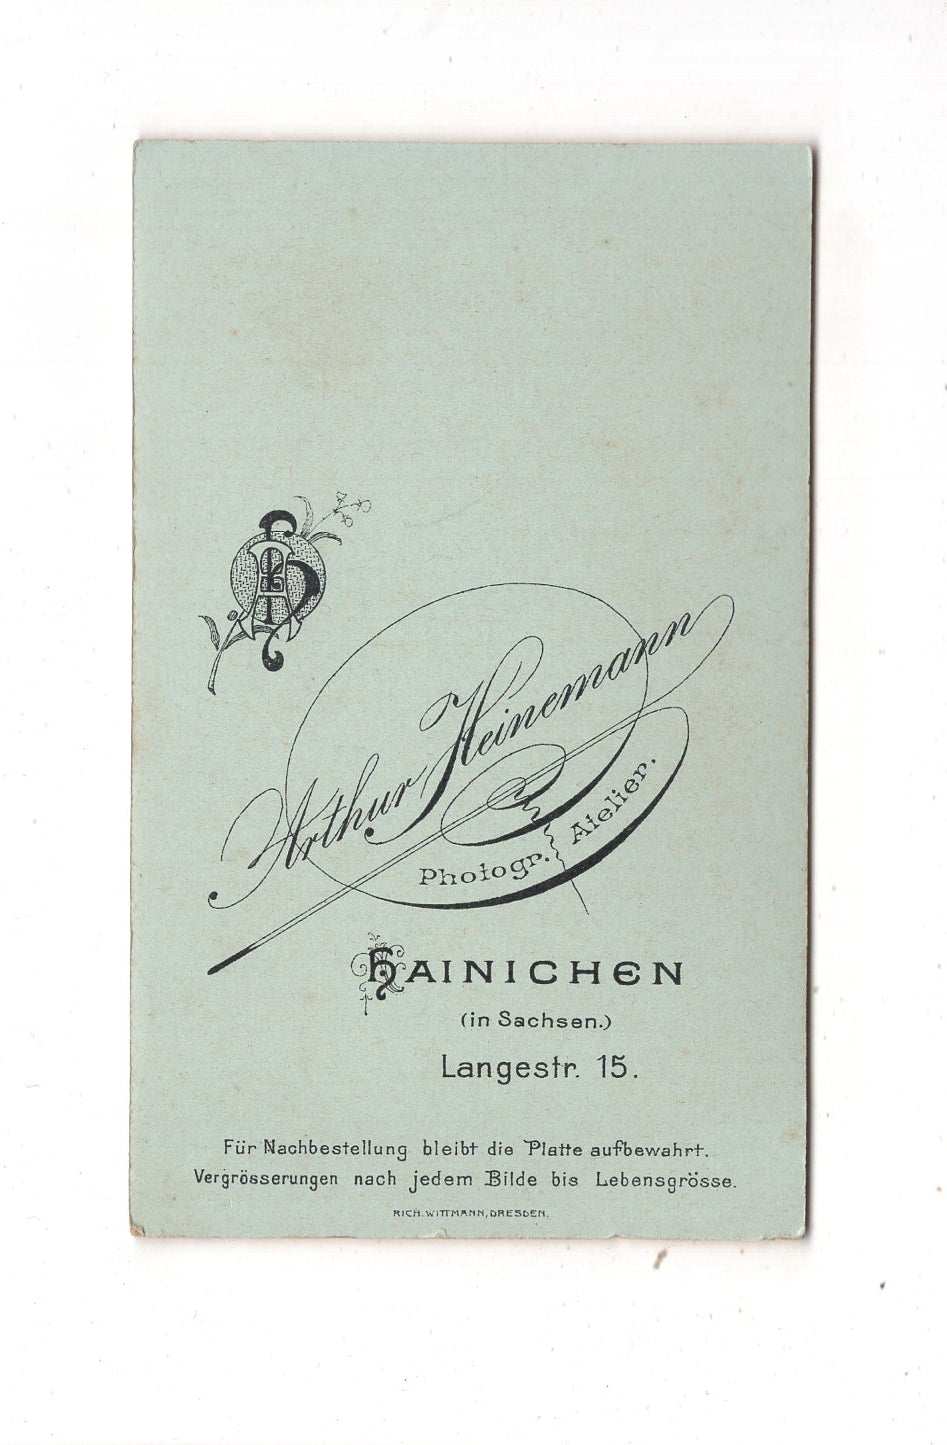 AH
Arthur Heinemann
Photogr. Atelier.
HAINICHEN
(in Sachsen.)
Langestr. 15.
Für Nachbestellung bleibt die Platte aufbewahrt.
Vergrösserungen nach jedem Bilde bis Lebensgrösse.
RICH. WITTMANN, DRESDEN.